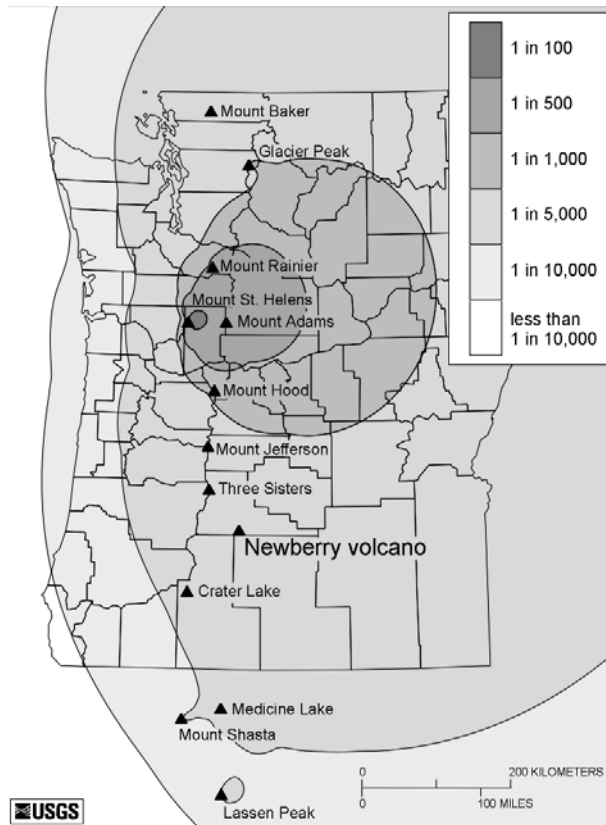 1 in 100
1 in 500
1 in 1,000
1 in 5,000
1 in 10,000
less than
1 in 10,000
Mount Baker
Glacier Peak
Mount Rainier
Mount St. Helens
Mount Adams
Mount Hood
Mount Jefferson
Three Sisters
Newberry volcano
Crater Lake
Medicine Lake
Mount Shasta
Lassen Peak
0 200 KILOMETERS
0 100 MILES
USGS